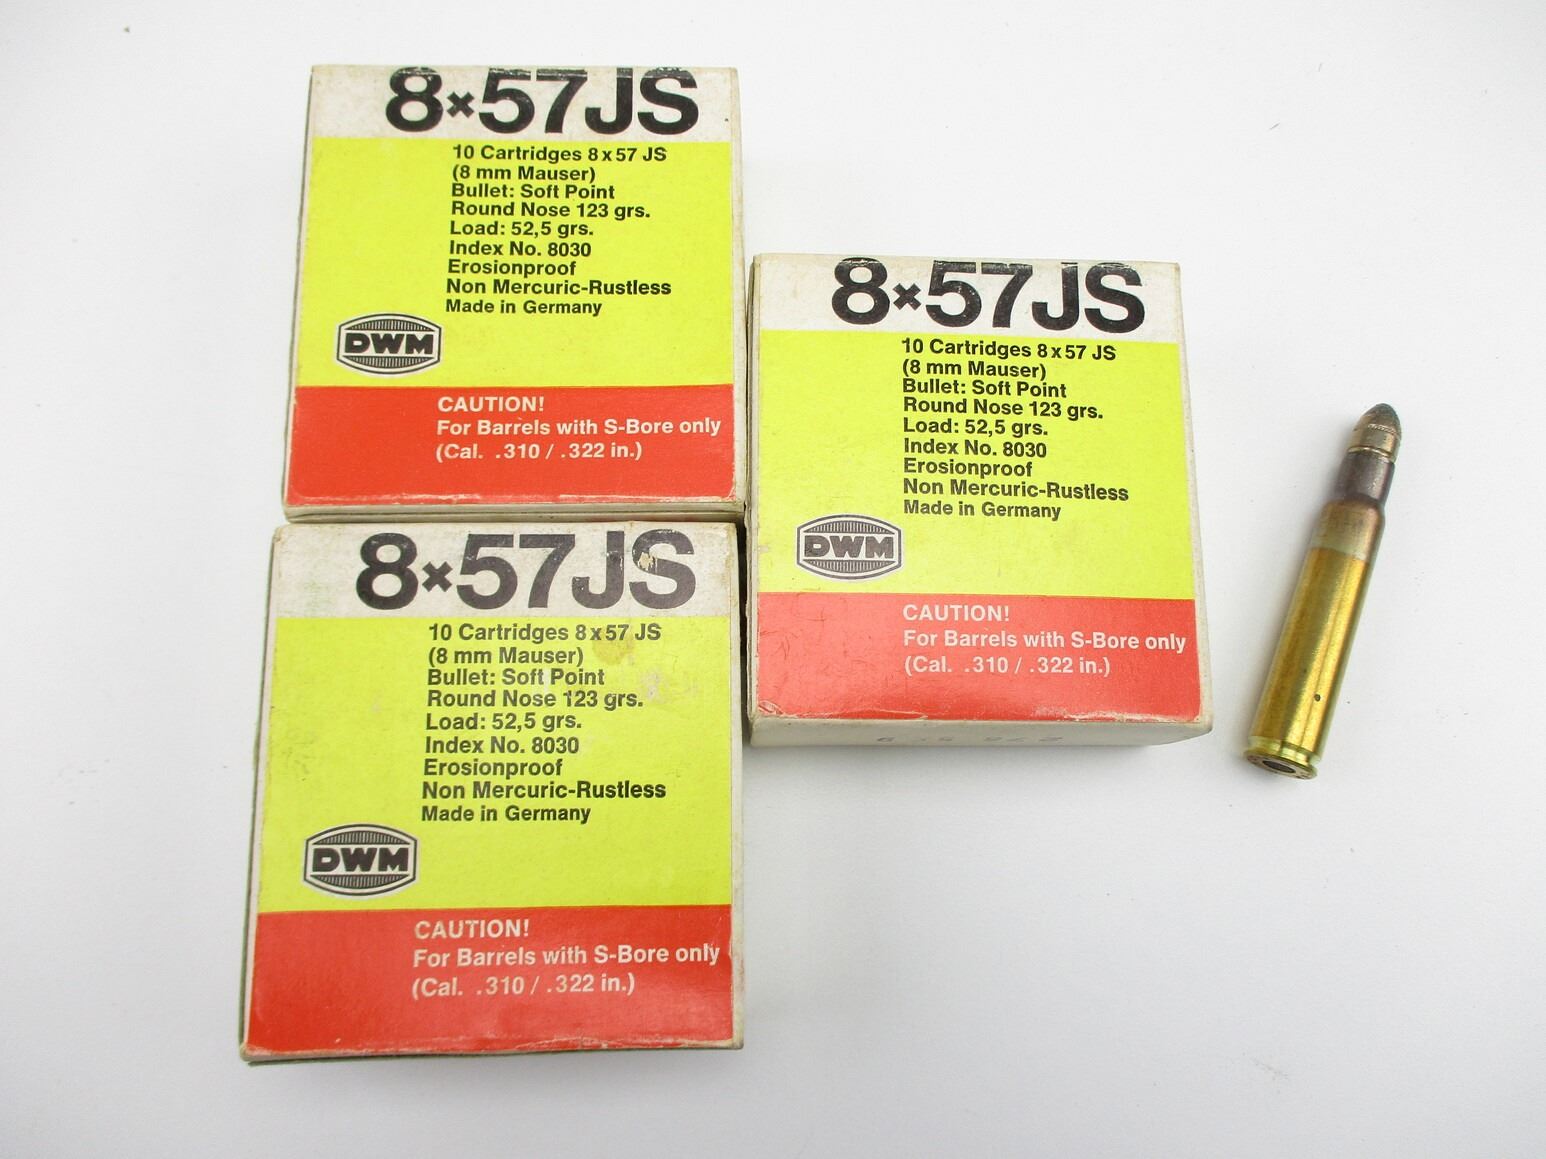 8×57JS
10 Cartridges 8x57 JS
(8 mm Mauser)
Bullet: Soft Point
Round Nose 123 grs.
Load: 52,5 grs.
Index No. 8030
Erosionproof
Non Mercuric-Rustless
Made in Germany
DWM
CAUTION!
For Barrels with S-Bore only
(Cal. .310 / .322 in.)
8×57JS
10 Cartridges 8x57 JS
(8 mm Mauser)
Bullet: Soft Point
Round Nose 123 grs.
Load: 52,5 grs.
Index No. 8030
Erosionproof
Non Mercuric-Rustless
Made in Germany
DWM
CAUTION!
For Barrels with S-Bore only
(Cal. .310 / .322 in.)
8×57JS
10 Cartridges 8x57 JS
(8 mm Mauser)
Bullet: Soft Point
Round Nose 123 grs.
Load: 52,5 grs.
Index No. 8030
Erosionproof
Non Mercuric-Rustless
Made in Germany
DWM
CAUTION!
For Barrels with S-Bore only
(Cal. .310 / .322 in.)